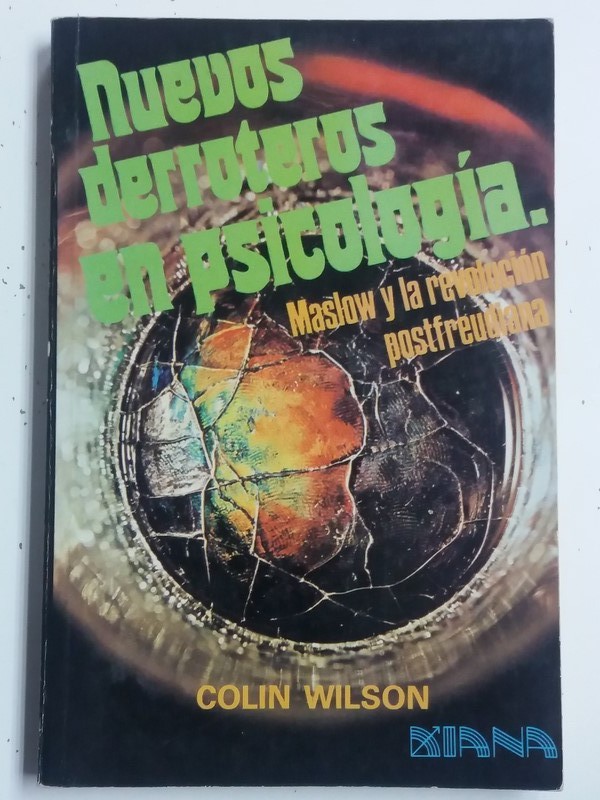 Nuevos
derroteros
en psicología.
Maslow y la revolución
postfreudiana
COLIN WILSON
DIANA